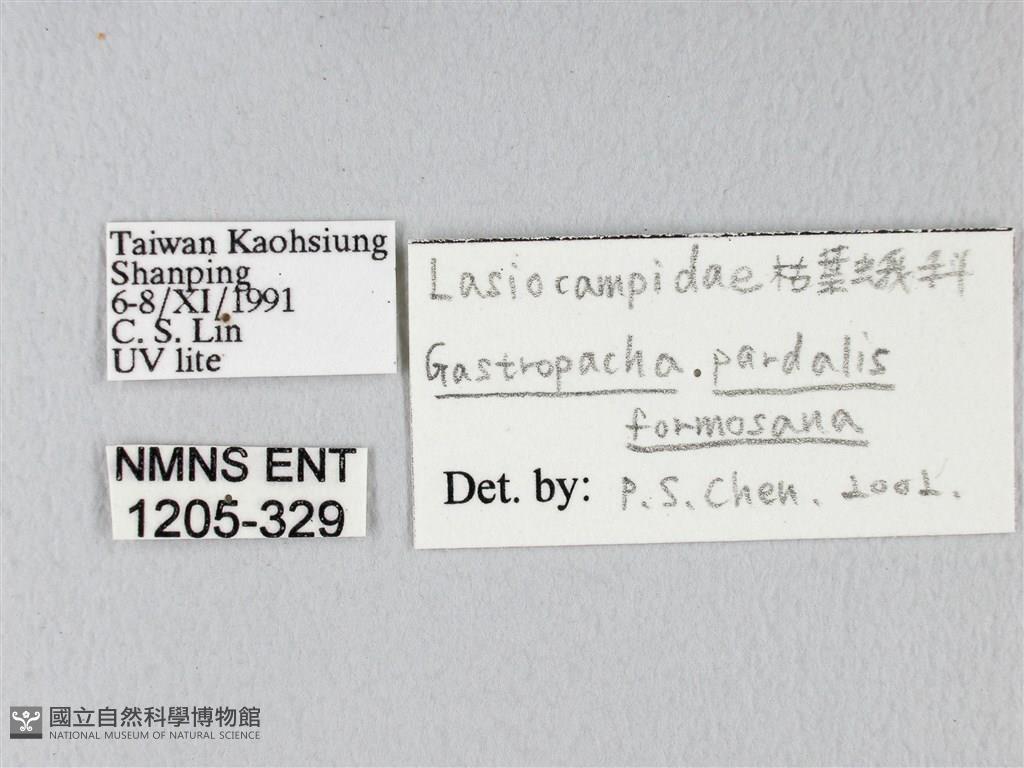 Taiwan Kaohsiung
Shanping
6-8/XI/1991
C. S. Lin
UV lite
NMNS ENT
1205-329
Lasiocampidae 枯葉蛾科
Gastropacha. pardalis
formosana
Det. by: P. S. Chen. 2002.
國立自然科學博物館
NATIONAL MUSEUM OF NATURAL SCIENCE